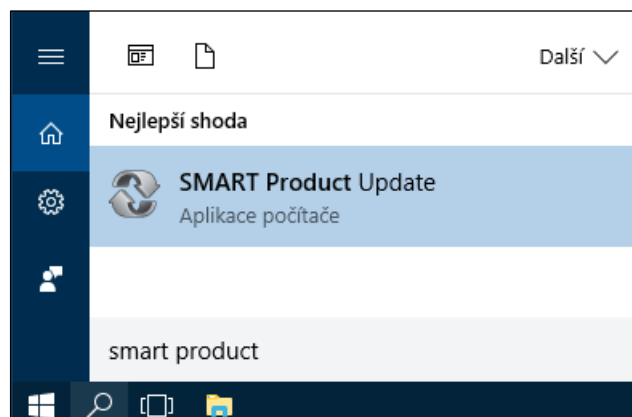 Další
Nejlepší shoda
SMART Product Update
Aplikace počítače
smart product